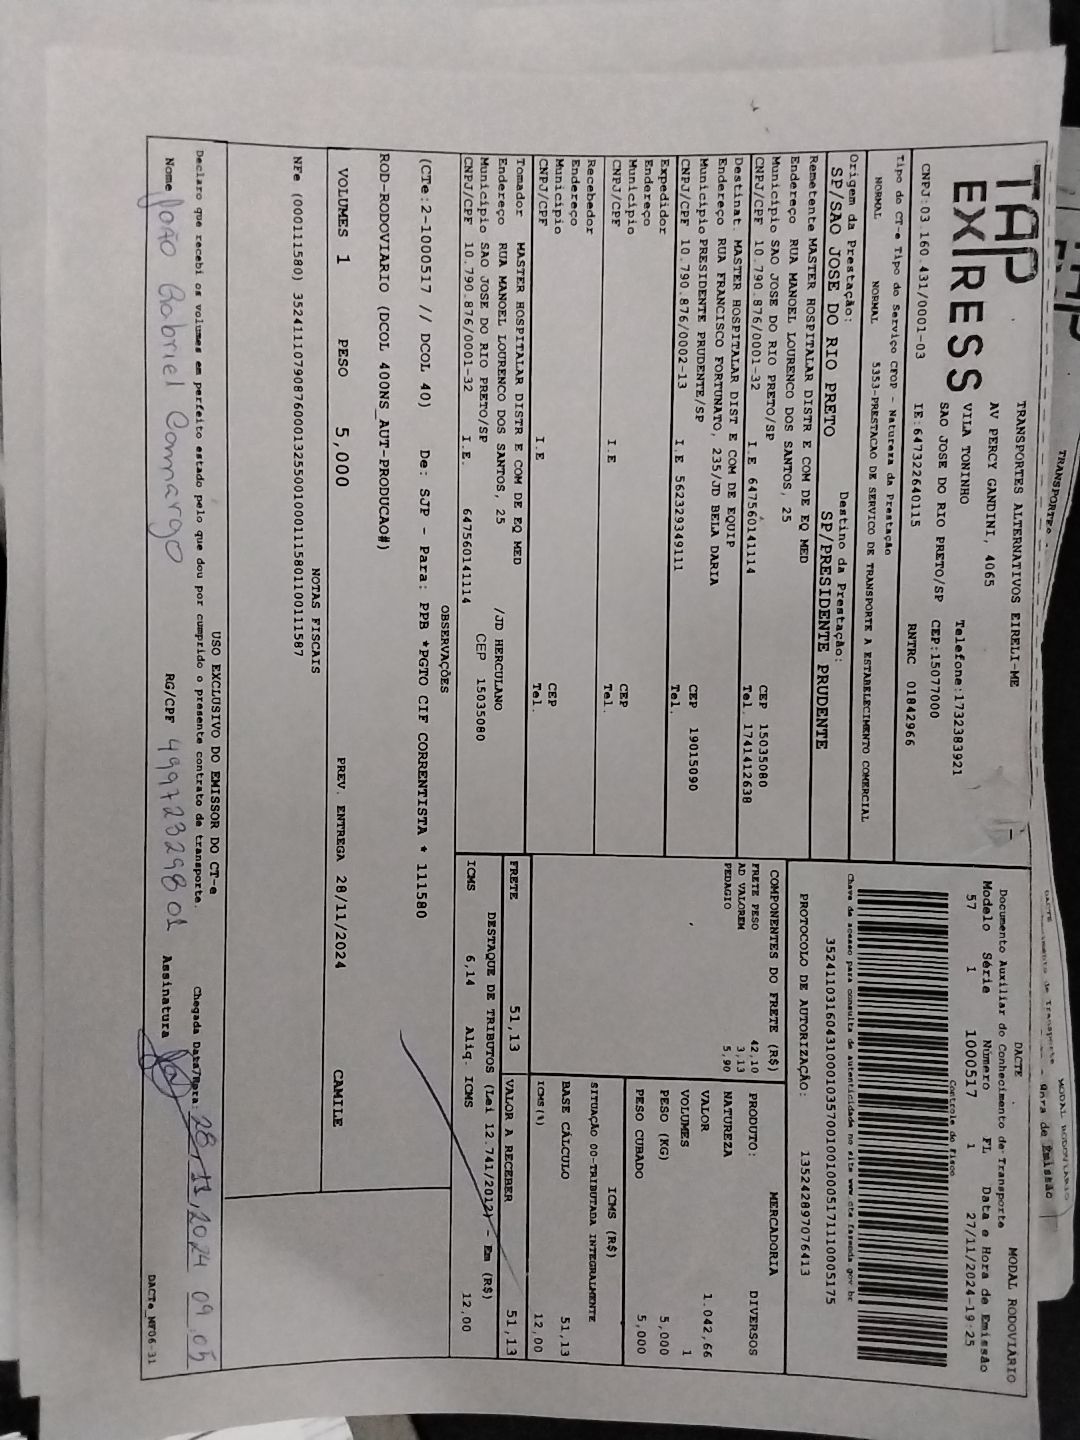 TAP
EXPRESS
TRANSPORTES ALTERNATIVOS EIRELI-ME
AV PERCY GANDINI, 4065
VILA TONINHO Telefone:1732383921
SAO JOSE DO RIO PRETO/SP CEP:15077000
CNPJ:03.160.431/0001-03 IE:647322640115 RNTRC 01842966
Tipo do CT-e Tipo do Serviço CFOP - Natureza da Prestação
NORMAL NORMAL 5353-PRESTACAO DE SERVICO DE TRANSPORTE A ESTABELECIMENTO COMERCIAL
Origem da Prestação: Destino da Prestação:
SP/SAO JOSE DO RIO PRETO SP/PRESIDENTE PRUDENTE
Remetente MASTER HOSPITALAR DISTR E COM DE EQ MED
Endereço RUA MANOEL LOURENCO DOS SANTOS, 25
Município SAO JOSE DO RIO PRETO/SP CEP 15035080
CNPJ/CPF 10.790.876/0001-32 I.E 647560141114 Tel. 1741412638
Destinat. MASTER HOSPITALAR DIST E COM DE EQUIP
Endereço RUA FRANCISCO FORTUNATO, 235/JD BELA DARIA
Município PRESIDENTE PRUDENTE/SP CEP 19015090
CNPJ/CPF 10.790.876/0002-13 I.E 562329349111 Tel.
Expedidor
Endereço
Município CEP
CNPJ/CPF I.E Tel.
Recebedor
Endereço
Município CEP
CNPJ/CPF I.E Tel.
Tomador MASTER HOSPITALAR DISTR E COM DE EQ MED
Endereço RUA MANOEL LOURENCO DOS SANTOS, 25 /JD HERCULANO
Município SAO JOSE DO RIO PRETO/SP CEP 15035080
CNPJ/CPF 10.790.876/0001-32 I.E. 647560141114
MODAL RODOVIÁRIO
DACTE
Documento Auxiliar do Conhecimento de Transporte
Modelo Série Número FL Data e Hora de Emissão
57 1 1000517 1 27/11/2024-19:25
Controle do Fisco
Chave de acesso para consulta de autenticidade no site www.cte.fazenda.gov.br
35241103160431000103570010010005171110005175
PROTOCOLO DE AUTORIZAÇÃO: 135242897076413
COMPONENTES DO FRETE (R$)
FRETE PESO 42,10
AD VALOREM 3,13
PEDAGIO 5,90
MERCADORIA
PRODUTO: DIVERSOS
NATUREZA
VALOR 1.042,66
VOLUMES 1
PESO (KG) 5,000
PESO CUBADO 5,000
ICMS (R$)
SITUAÇÃO 00-TRIBUTADA INTEGRALMENTE
BASE CÁLCULO 51,13
ICMS(%) 12,00
FRETE 51,13 VALOR A RECEBER 51,13
DESTAQUE DE TRIBUTOS (Lei 12.741/2012) - Em (R$)
ICMS 6,14 Aliq. ICMS 12,00
OBSERVAÇÕES
(CTe:2-1000517 // DCOL 40) De: SJP - Para: PPB *PGTO CIF CORRENTISTA * 111580
ROD-RODOVIARIO (DCOL 400NS_AUT-PRODUCAO#)
VOLUMES 1 PESO 5,000 PREV. ENTREGA 28/11/2024 CAMILE
NOTAS FISCAIS
NFe (000111580) 35241110790876000132550010001115801100111587
USO EXCLUSIVO DO EMISSOR DO CT-e
Declaro que recebi os volumes em perfeito estado pelo que dou por cumprido o presente contrato de transporte.
Chegada Data/Hora: 28/11/2024 09:05
Nome João Gabriel Camargo RG/CPF 49972329801 Assinatura
DACTe_MF06-31